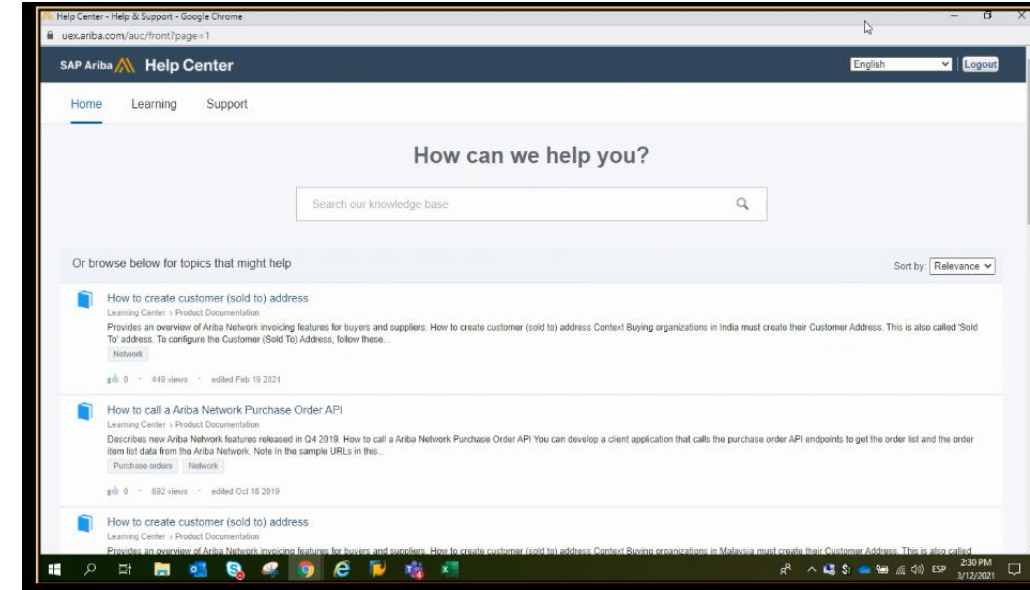 Help Center - Help & Support - Google Chrome
uex.ariba.com/auc/front?page=1
SAP Ariba Help Center
English
Logout
Home Learning Support
How can we help you?
Search our knowledge base
Or browse below for topics that might help
Sort by: Relevance
How to create customer (sold to) address
Learning Center › Product Documentation
Provides an overview of Ariba Network invoicing features for buyers and suppliers. How to create customer (sold to) address Context Buying organizations in India must create their Customer Address. This is also called 'Sold
To' address. To configure the Customer (Sold To) Address, follow these...
Network
0 · 449 views · edited Feb 19 2021
How to call a Ariba Network Purchase Order API
Learning Center › Product Documentation
Describes new Ariba Network features released in Q4 2019. How to call a Ariba Network Purchase Order API You can develop a client application that calls the purchase order API endpoints to get the order list and the order
item list data from the Ariba Network. Note In the sample URLs in this...
Purchase orders Network
0 · 692 views · edited Oct 18 2019
How to create customer (sold to) address
Learning Center › Product Documentation
Provides an overview of Ariba Network invoicing features for buyers and suppliers. How to create customer (sold to) address Context Buying organizations in Malaysia must create their Customer Address. This is also called
ESP
2:30 PM
3/12/2021